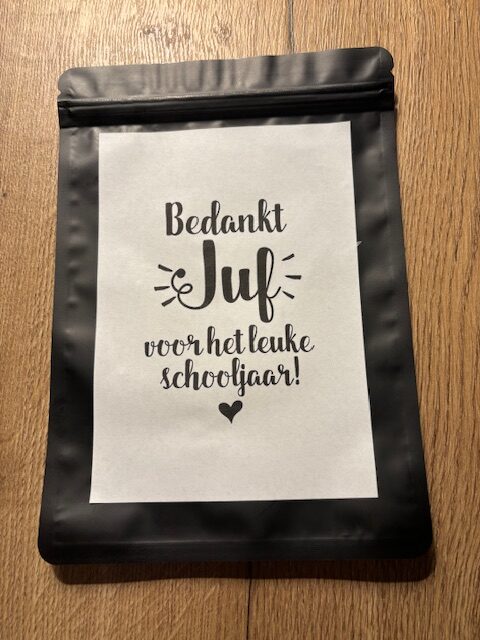 Bedankt
Juf
voor het leuke
schooljaar!